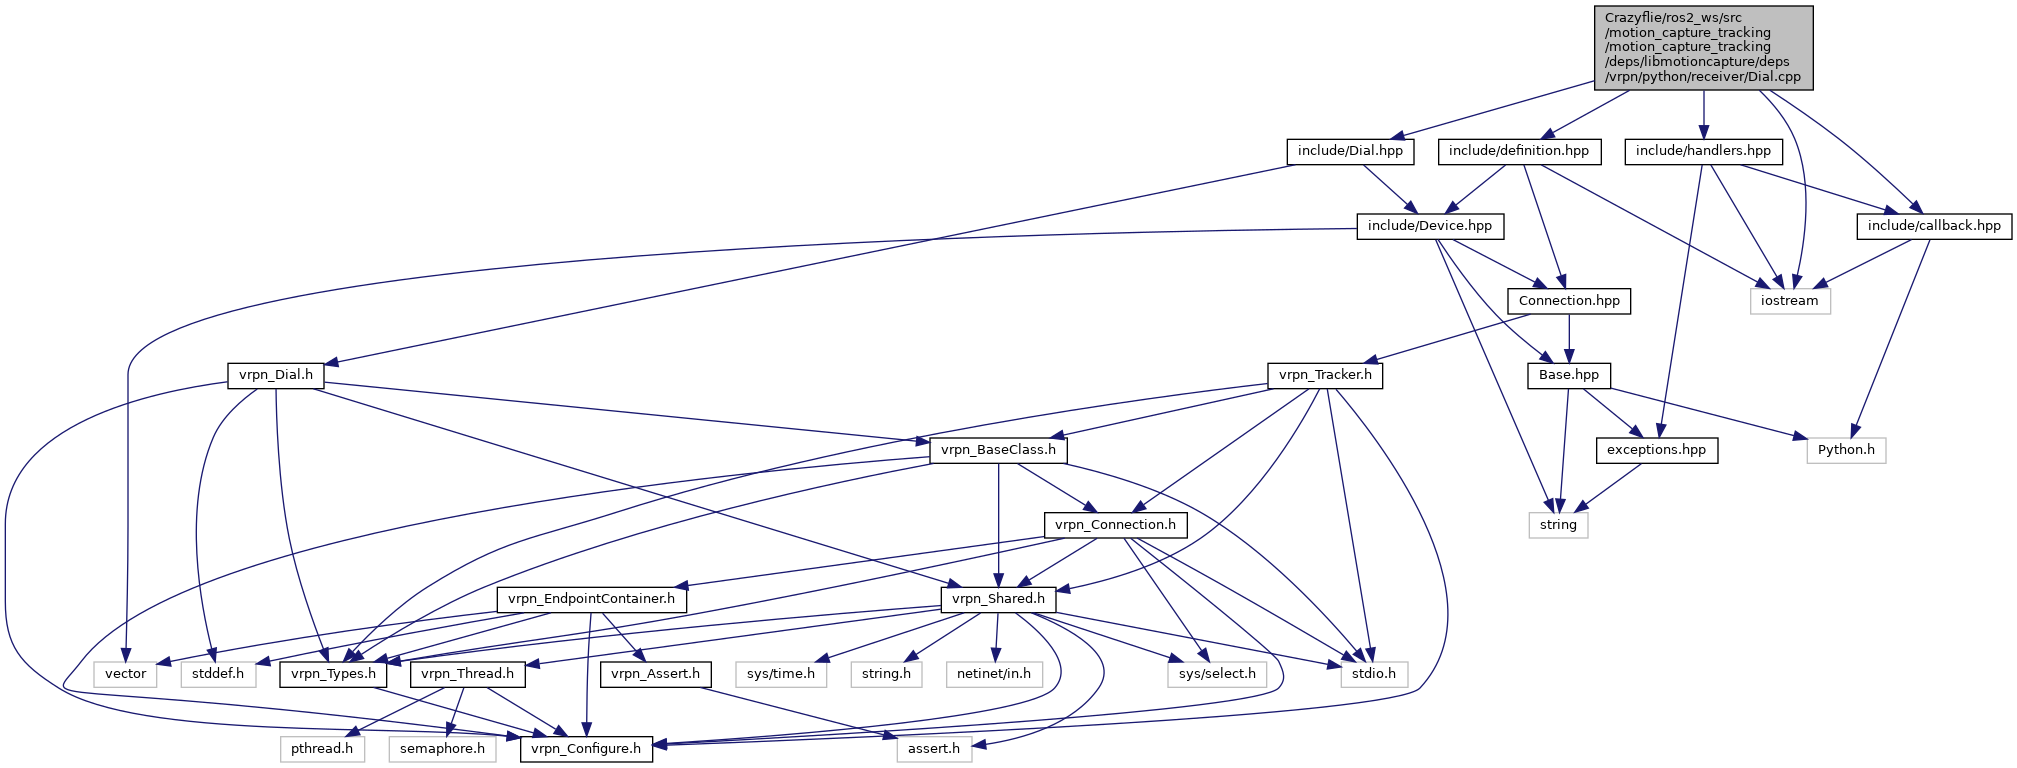 Crazyflie/ros2_ws/src
/motion_capture_tracking
/motion_capture_tracking
/deps/libmotioncapture/deps
/vrpn/python/receiver/Dial.cpp
include/Dial.hpp
include/definition.hpp
include/handlers.hpp
include/Device.hpp
include/callback.hpp
Connection.hpp
iostream
vrpn_Dial.h
vrpn_Tracker.h
Base.hpp
vrpn_BaseClass.h
exceptions.hpp
Python.h
vrpn_Connection.h
string
vrpn_EndpointContainer.h
vrpn_Shared.h
vector
stddef.h
vrpn_Types.h
vrpn_Thread.h
vrpn_Assert.h
sys/time.h
string.h
netinet/in.h
sys/select.h
stdio.h
pthread.h
semaphore.h
vrpn_Configure.h
assert.h